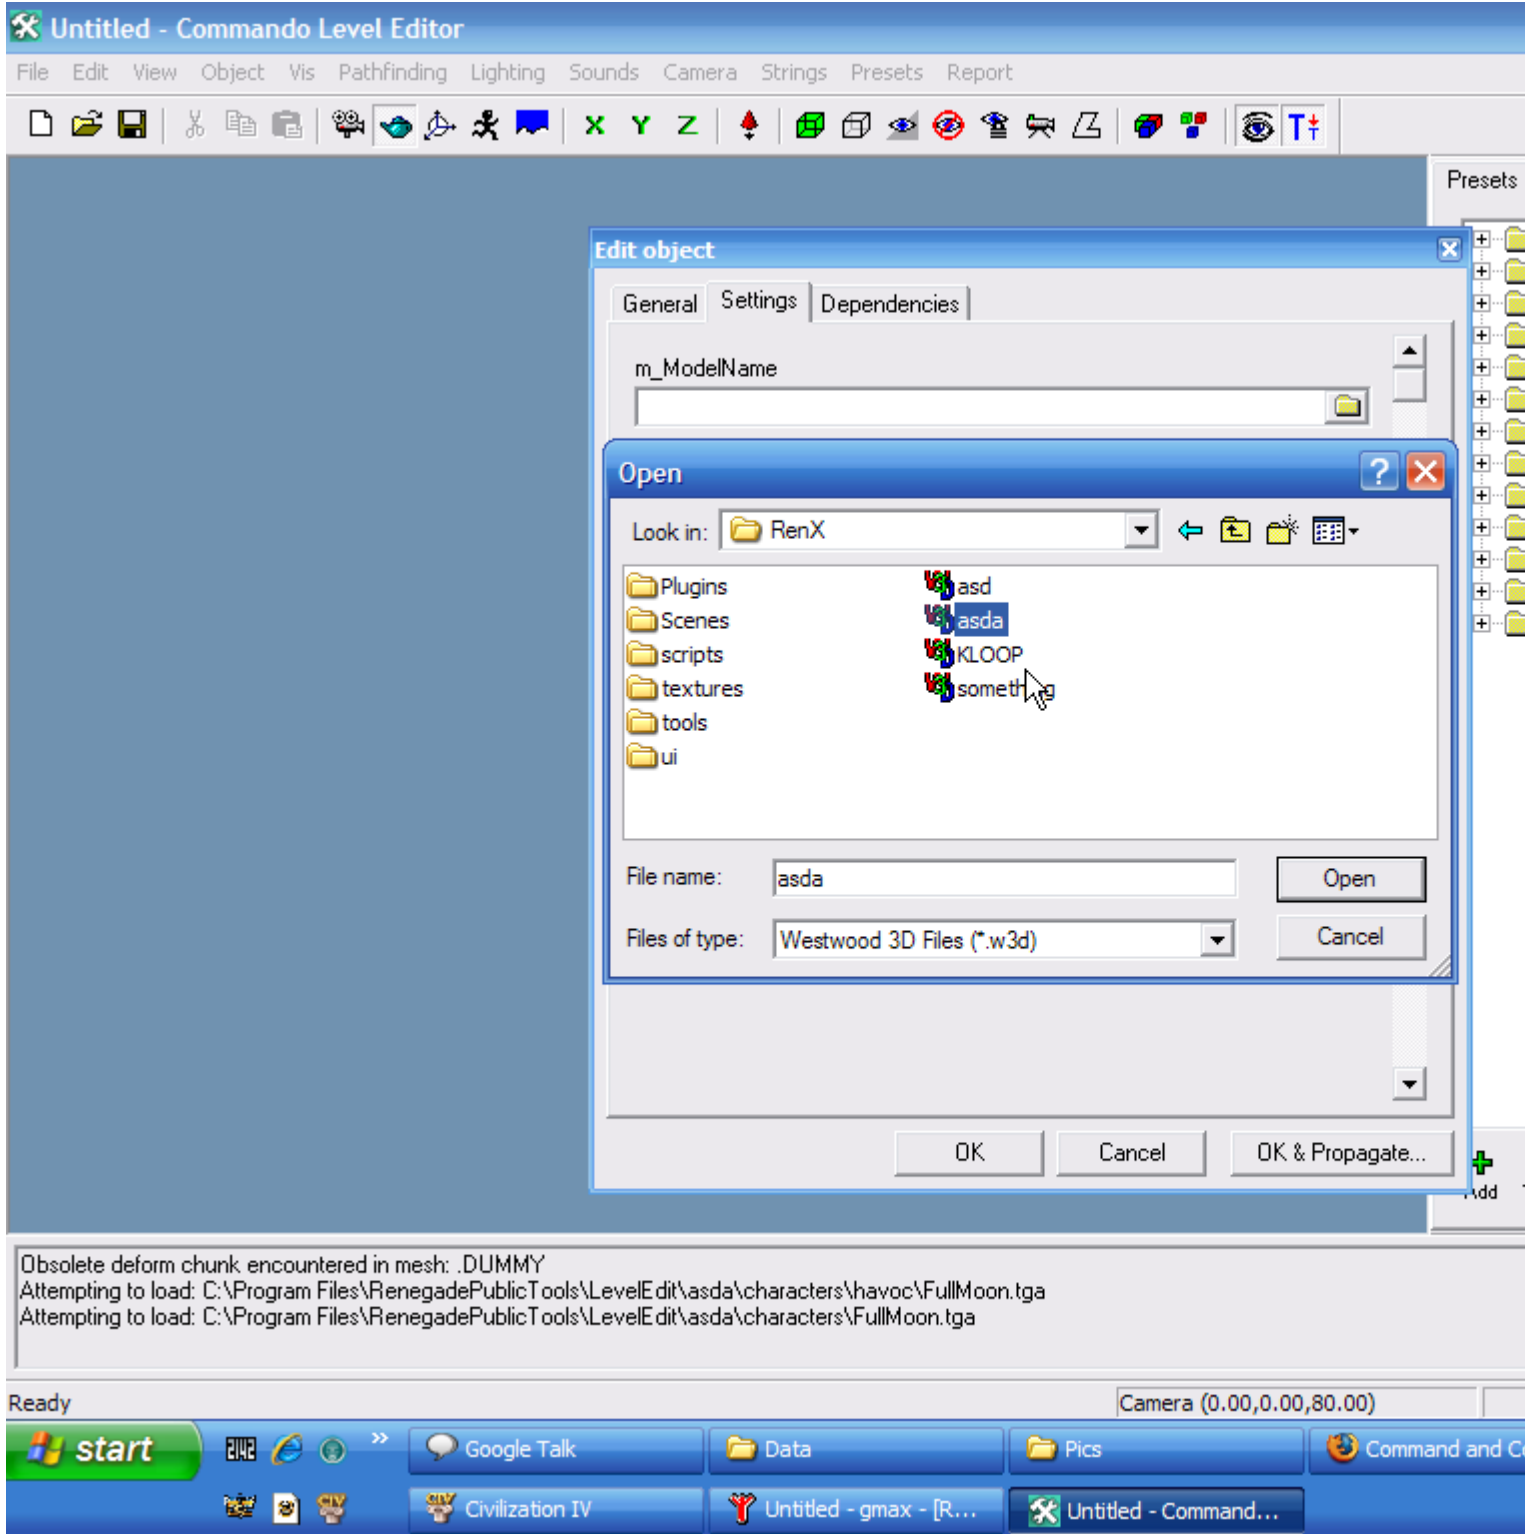 Untitled - Commando Level Editor
File Edit View Object Vis Pathfinding Lighting Sounds Camera Strings Presets Report
X Y Z
Presets
Edit object
General Settings Dependencies
m_ModelName
Open
Look in: RenX
Plugins
Scenes
scripts
textures
tools
ui
asd
asda
KLOOP
File name: asda
Open
Files of type: Westwood 3D Files (*.w3d)
Cancel
OK Cancel OK & Propagate...
Obsolete deform chunk encountered in mesh: .DUMMY
Attempting to load: C:\Program Files\RenegadePublicTools\LevelEdit\asda\characters\havoc\FullMoon.tga
Attempting to load: C:\Program Files\RenegadePublicTools\LevelEdit\asda\characters\FullMoon.tga
Ready
Camera (0.00,0.00,80.00)
start 2142 » Google Talk Data Pics Command and
Civilization IV Untitled - gmax - [R... Untitled - Command...